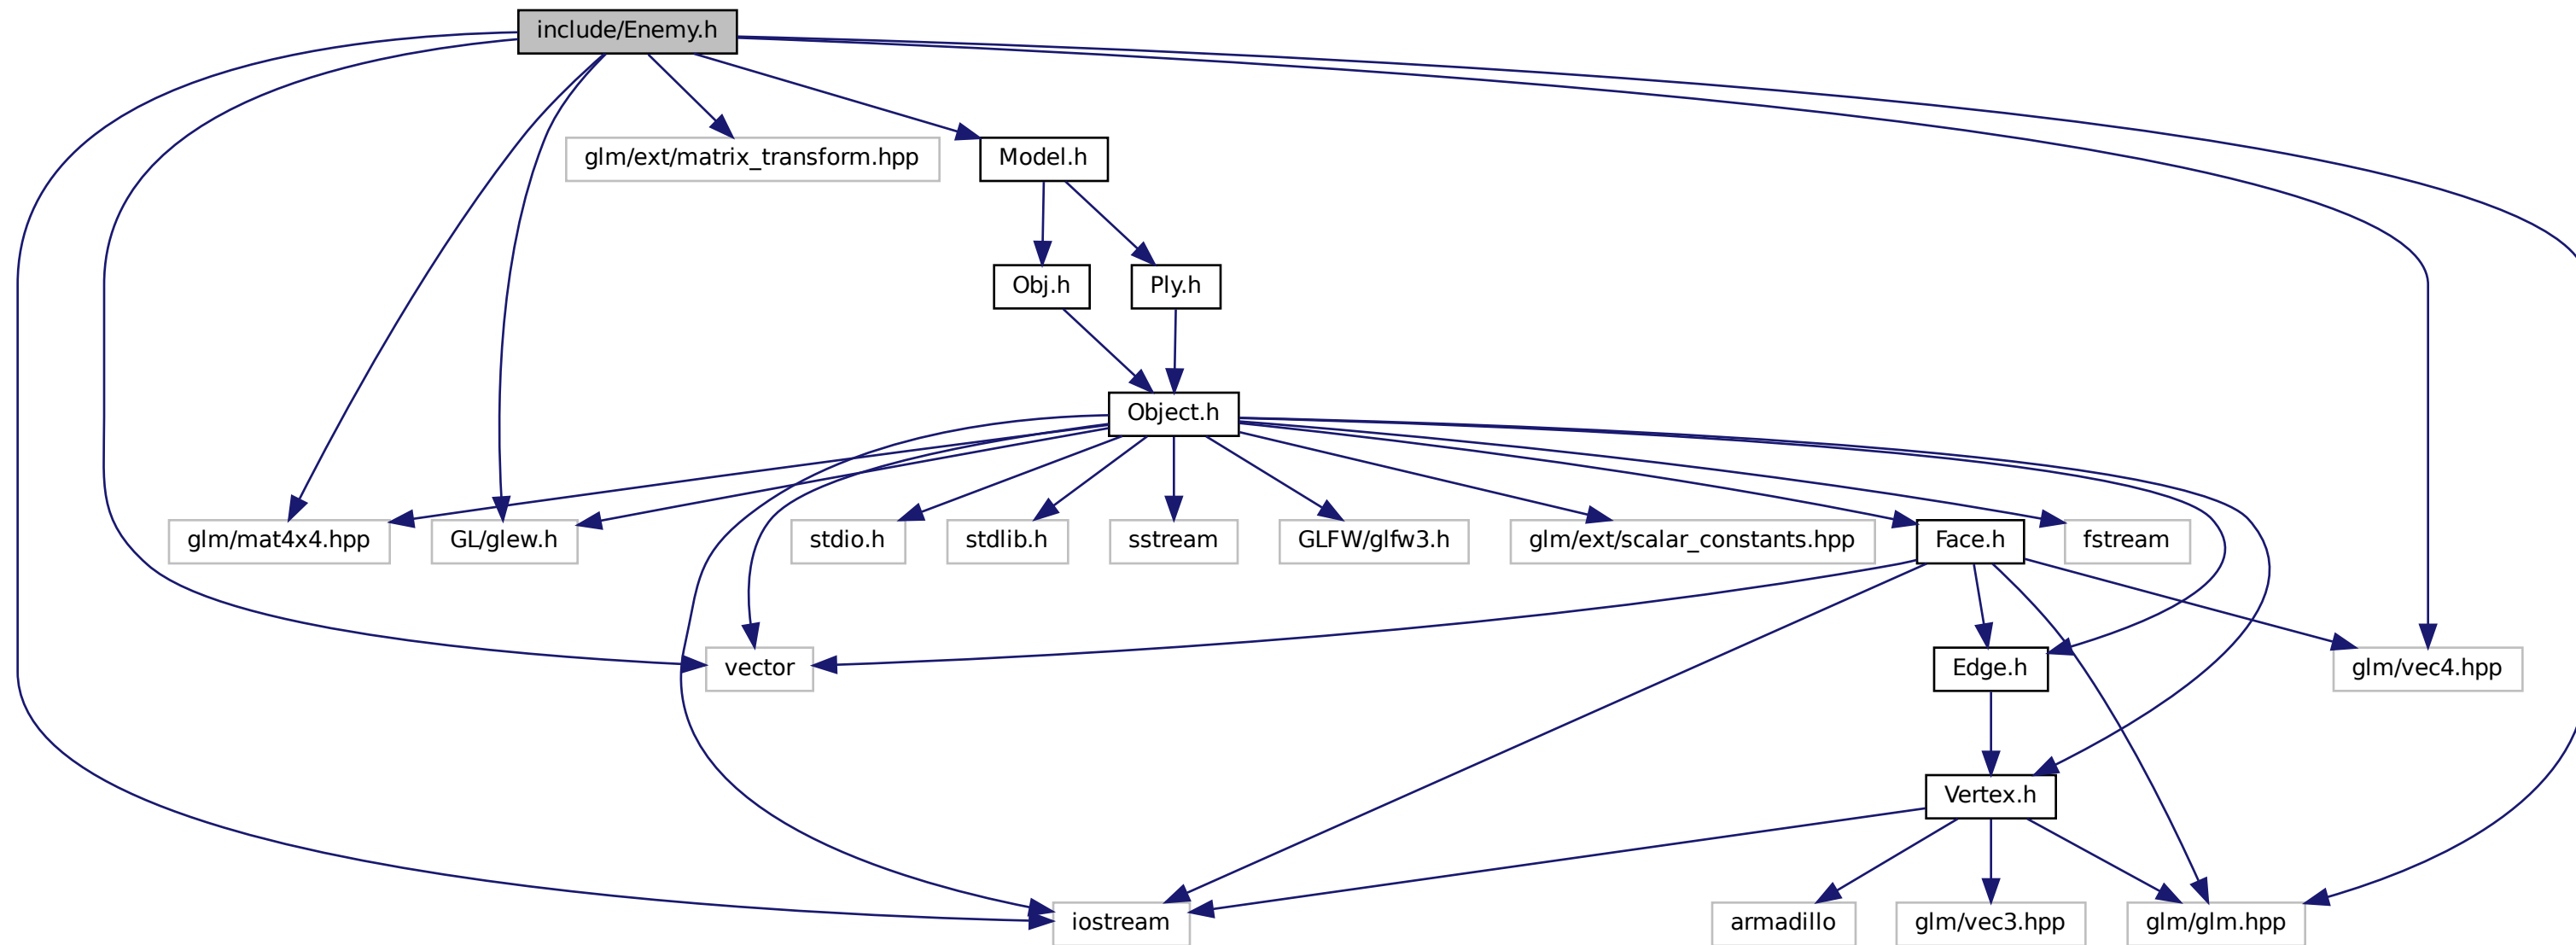 include/Enemy.h
glm/ext/matrix_transform.hpp
Model.h
Obj.h
Ply.h
Object.h
glm/mat4x4.hpp
GL/glew.h
stdio.h
stdlib.h
sstream
GLFW/glfw3.h
glm/ext/scalar_constants.hpp
Face.h
fstream
vector
Edge.h
glm/vec4.hpp
Vertex.h
iostream
armadillo
glm/vec3.hpp
glm/glm.hpp